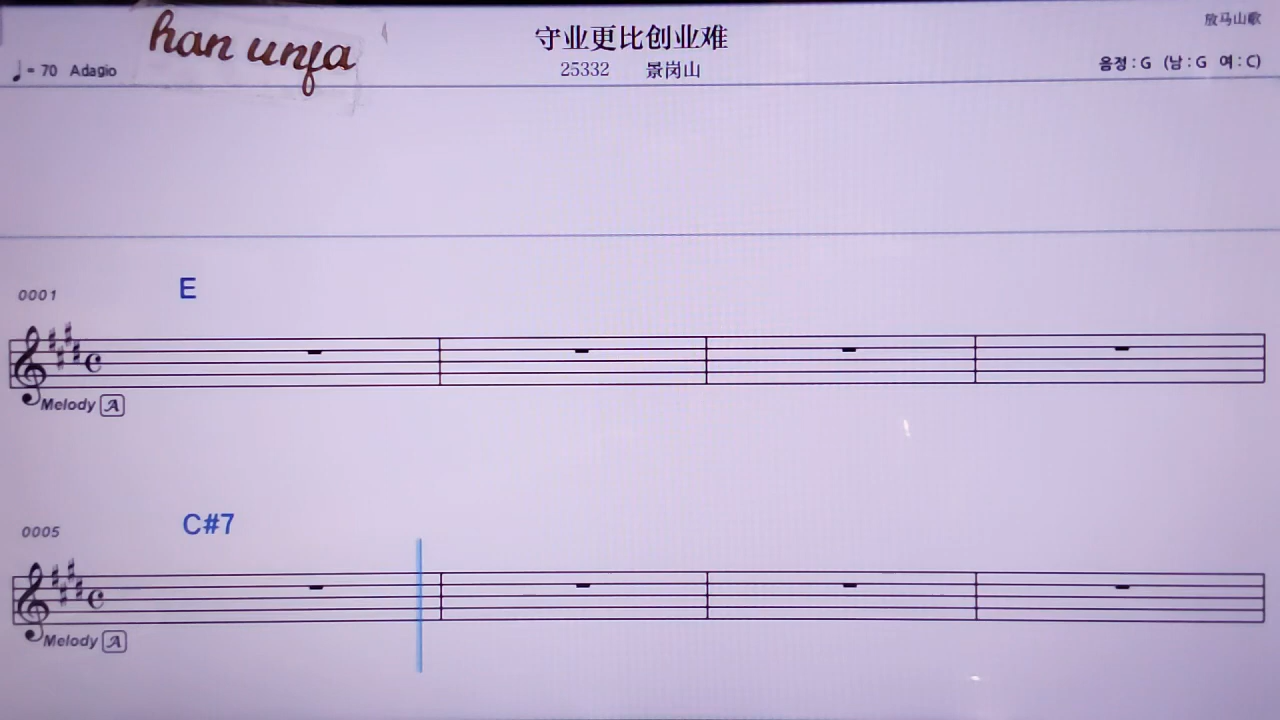 han unfa
守业更比创业难
放马山歌
♩= 70 Adagio
25332 景岗山
음정 : G (남 : G 여 : C)
0001
E
Melody A
0005
C#7
Melody A